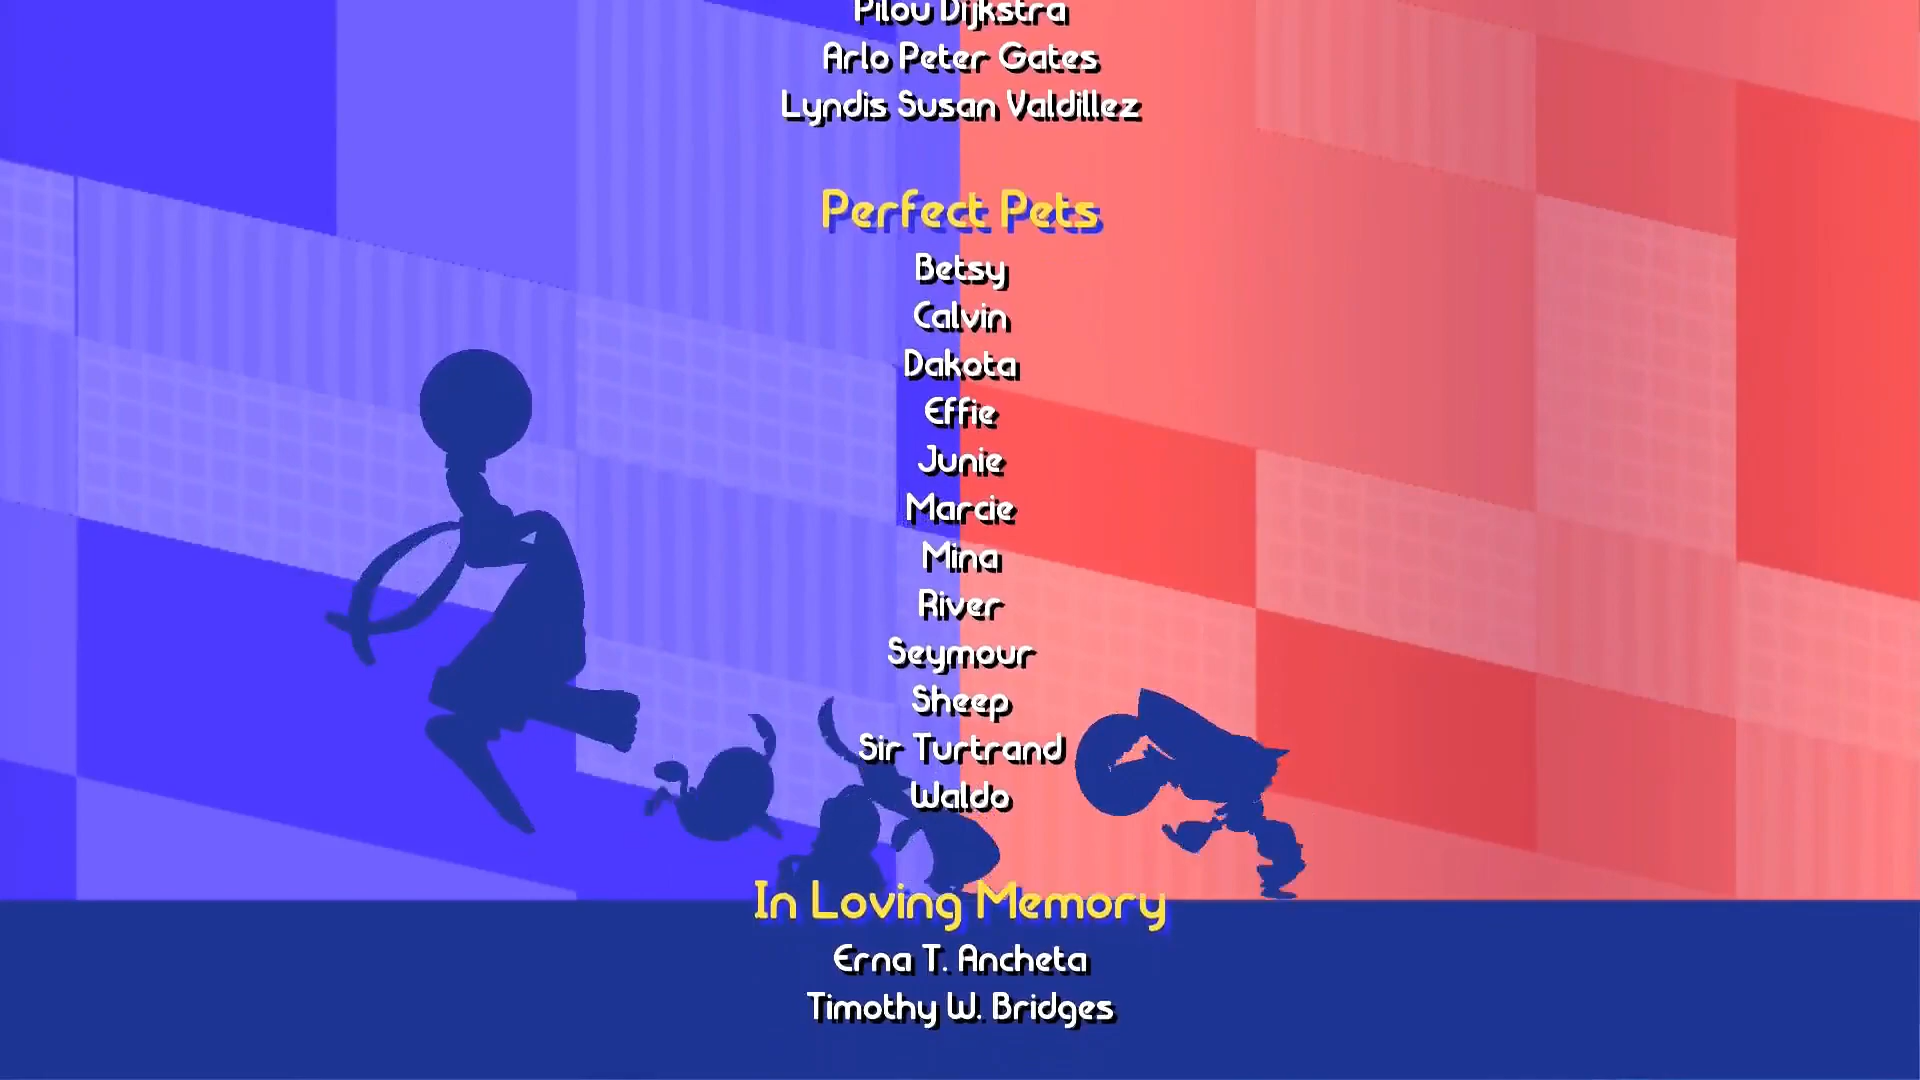 Pilou Dijkstra
Arlo Peter Gates
Lyndis Susan Valdillez
Perfect Pets
Betsy
Calvin
Dakota
Effie
Junie
Marcie
Mina
River
Seymour
Sheep
Sir Turtrand
Waldo
In Loving Memory
Erna T. Ancheta
Timothy W. Bridges